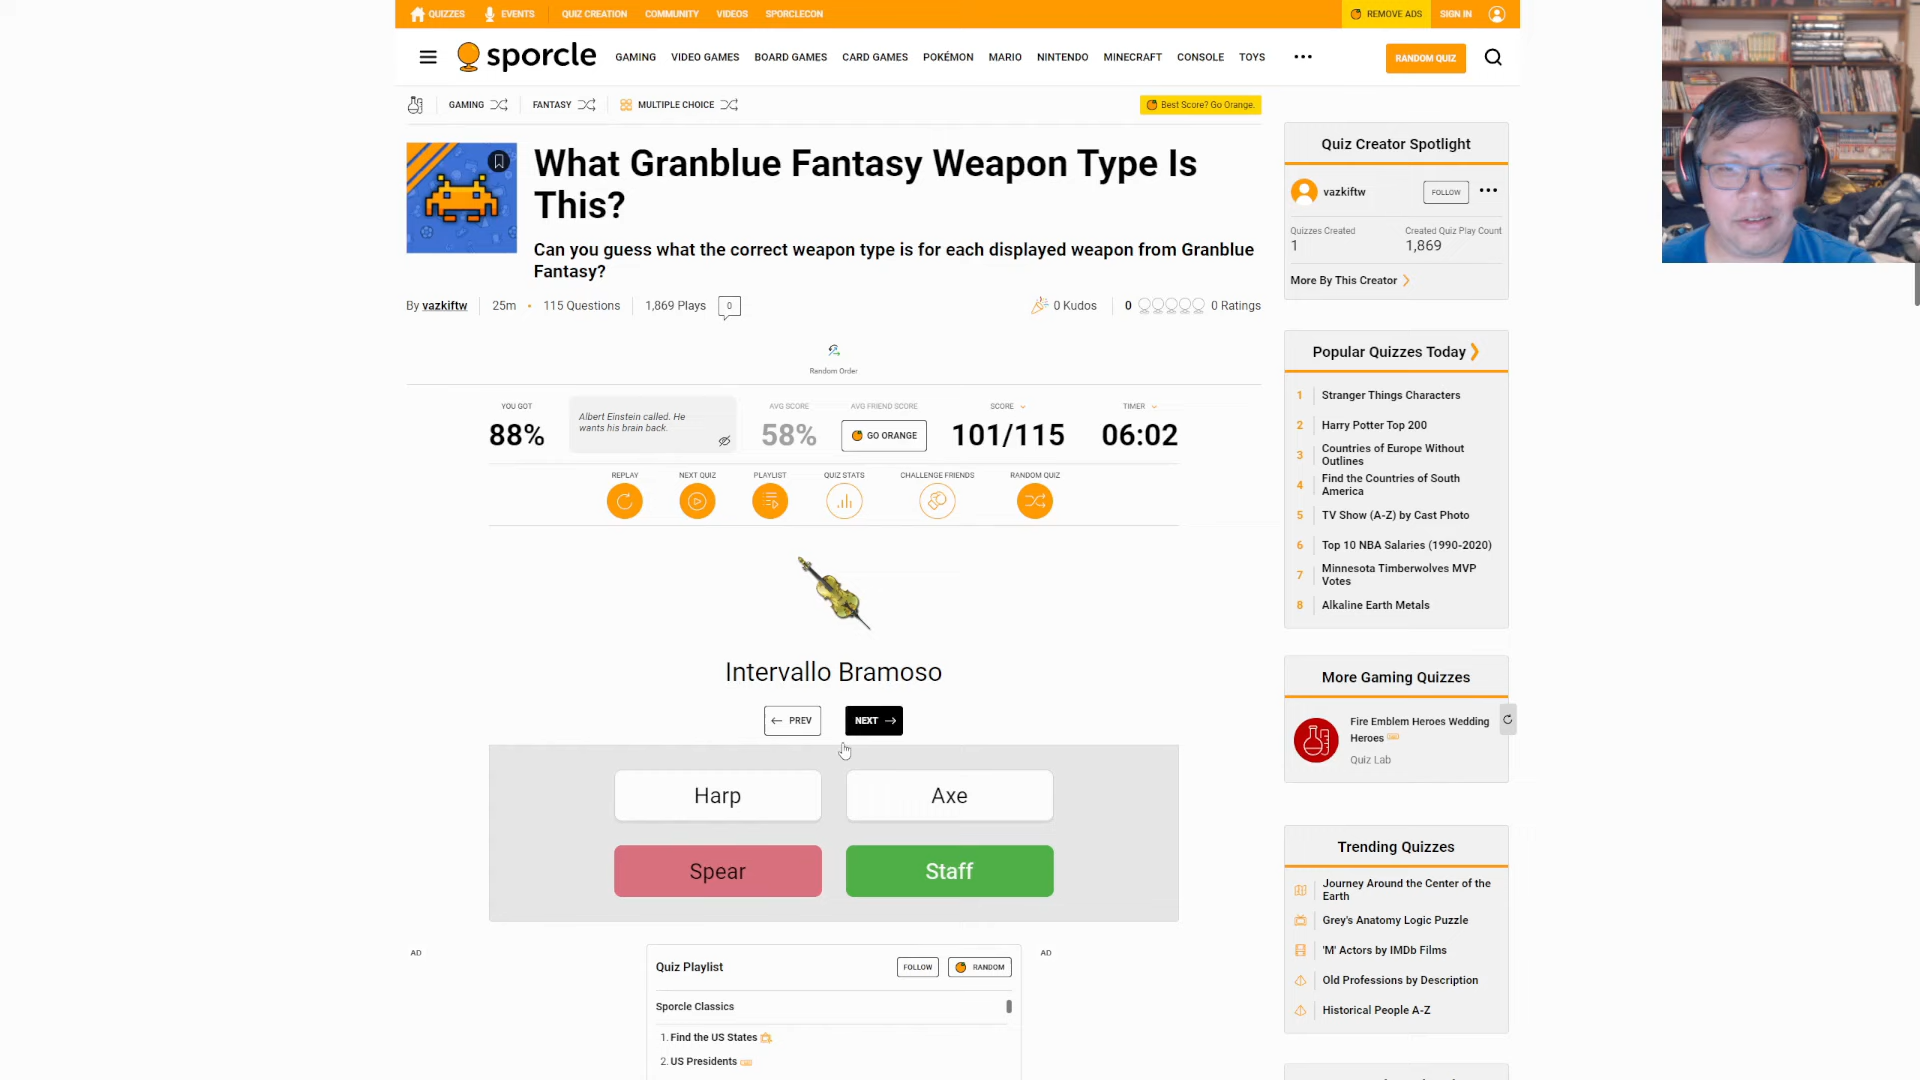 QUIZZES EVENTS QUIZ CREATION COMMUNITY VIDEOS SPORCLECON REMOVE ADS SIGN IN
sporcle GAMING VIDEO GAMES BOARD GAMES CARD GAMES POKÉMON MARIO NINTENDO MINECRAFT CONSOLE TOYS ••• RANDOM QUIZ
GAMING FANTASY MULTIPLE CHOICE Best Score? Go Orange.
What Granblue Fantasy Weapon Type Is
This?
Can you guess what the correct weapon type is for each displayed weapon from Granblue
Fantasy?
By vazkiftw 25m • 115 Questions 1,869 Plays 0 0 Kudos 0 0 Ratings
Random Order
YOU GOT AVG SCORE AVG FRIEND SCORE SCORE TIMER
88% 58% GO ORANGE 101/115 06:02
Albert Einstein called. He
wants his brain back.
REPLAY NEXT QUIZ PLAYLIST QUIZ STATS CHALLENGE FRIENDS RANDOM QUIZ
Intervallo Bramoso
← PREV NEXT →
Harp Axe
Spear Staff
AD AD
Quiz Playlist FOLLOW RANDOM
Sporcle Classics
1. Find the US States
2. US Presidents
Quiz Creator Spotlight
vazkiftw FOLLOW •••
Quizzes Created Created Quiz Play Count
1 1,869
More By This Creator
Popular Quizzes Today
1 Stranger Things Characters
2 Harry Potter Top 200
3 Countries of Europe Without
Outlines
4 Find the Countries of South
America
5 TV Show (A-Z) by Cast Photo
6 Top 10 NBA Salaries (1990-2020)
7 Minnesota Timberwolves MVP
Votes
8 Alkaline Earth Metals
More Gaming Quizzes
Fire Emblem Heroes Wedding
Heroes
Quiz Lab
Trending Quizzes
Journey Around the Center of the
Earth
Grey's Anatomy Logic Puzzle
'M' Actors by IMDb Films
Old Professions by Description
Historical People A-Z